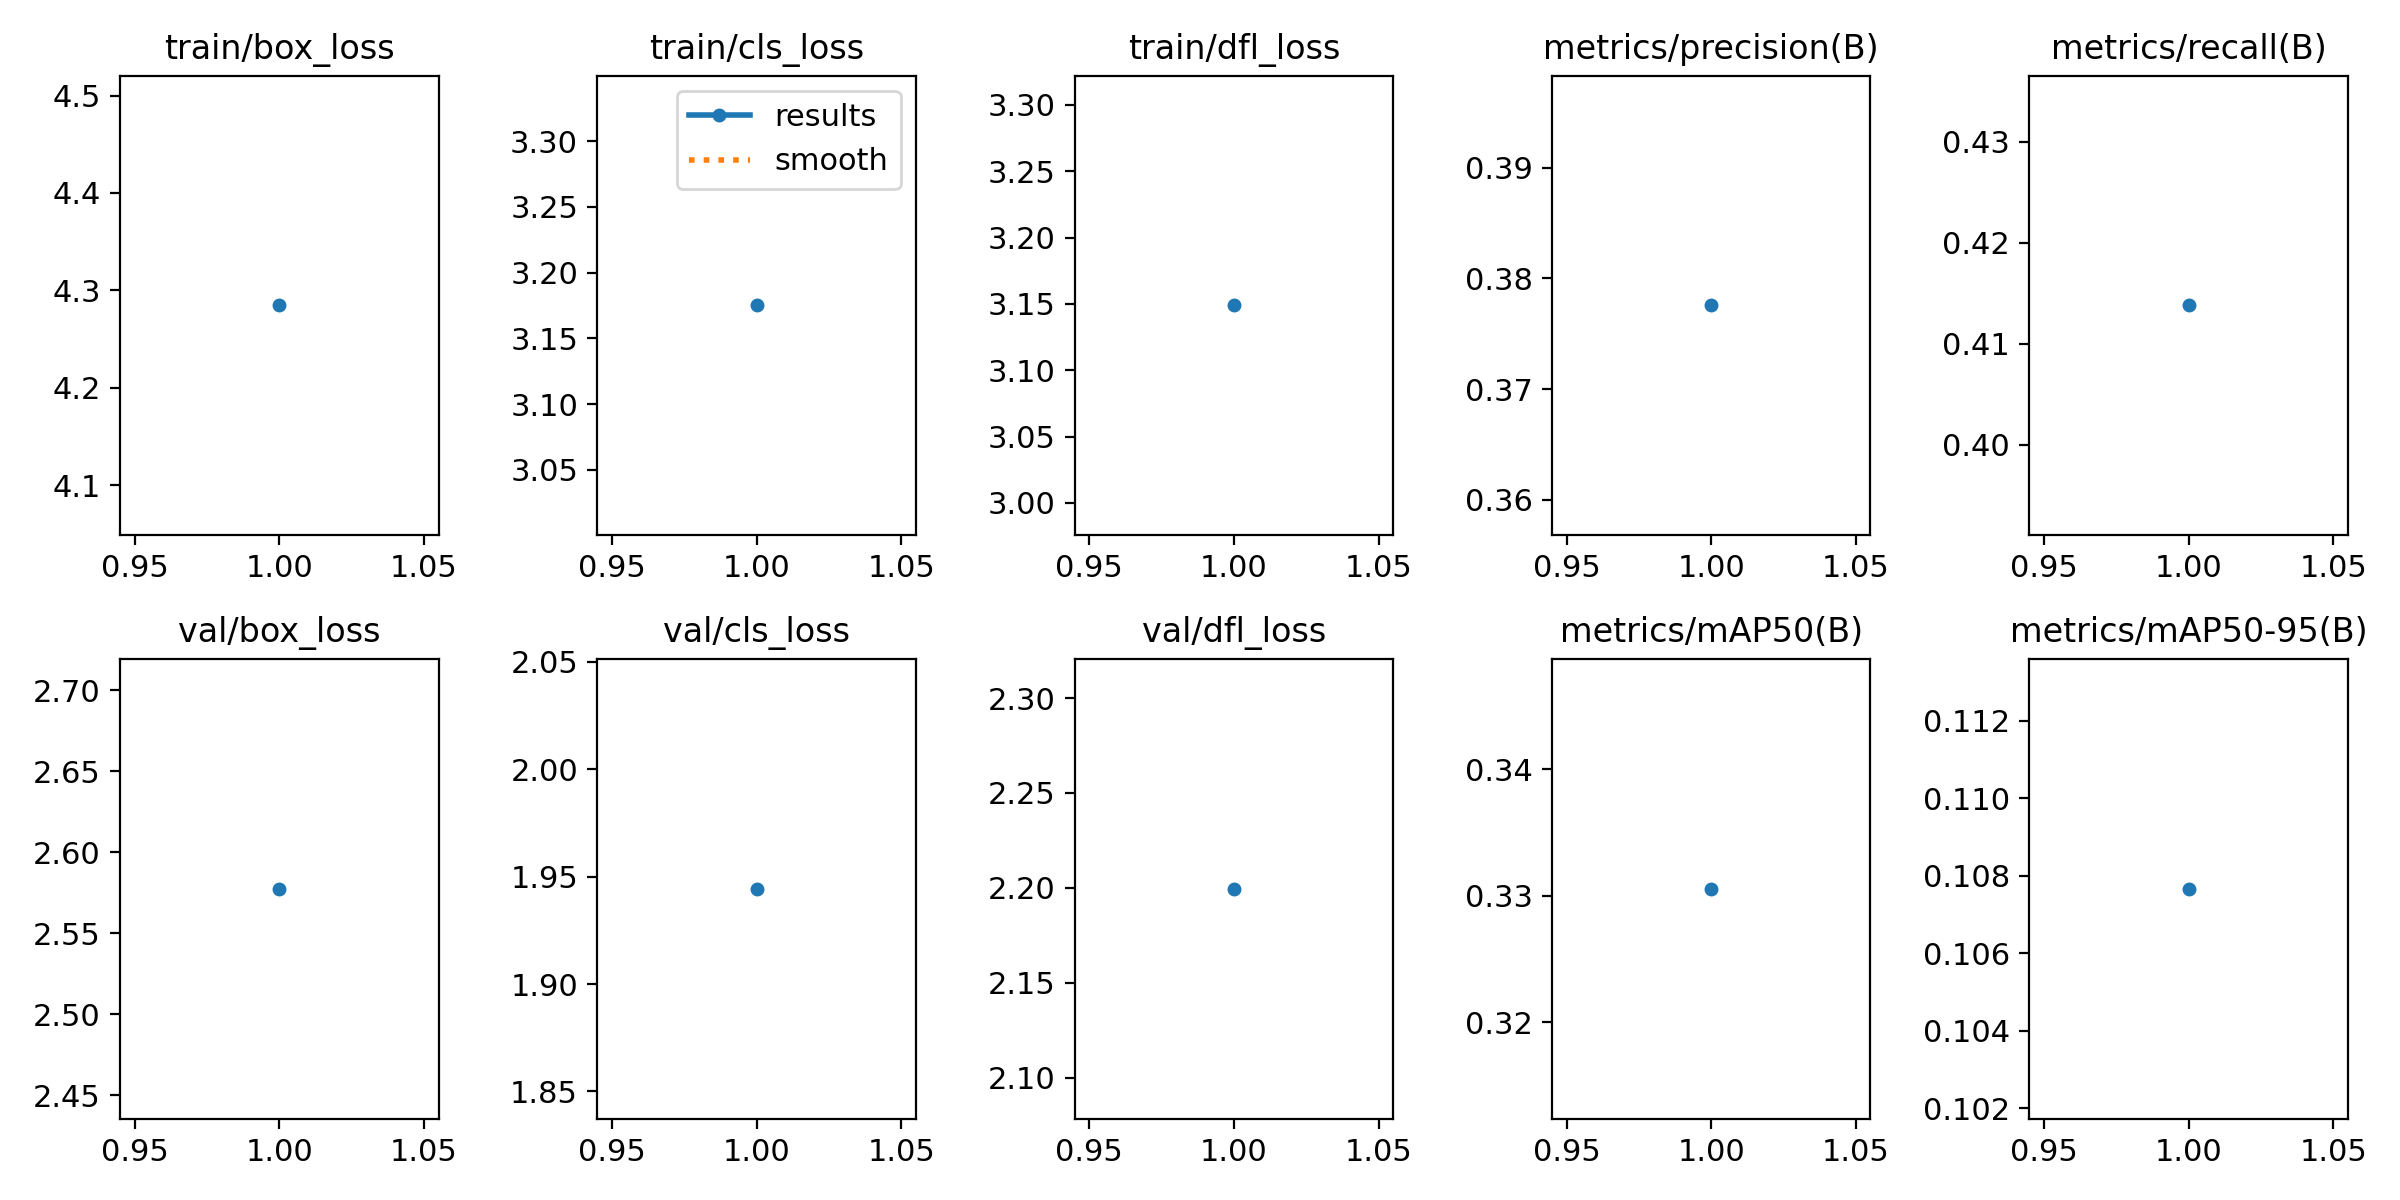 train/box_loss
train/cls_loss
train/dfl_loss
metrics/precision(B)
metrics/recall(B)
4.5
4.4
4.3
4.2
4.1
0.95 1.00 1.05
results
smooth
3.30
3.25
3.20
3.15
3.10
3.05
0.95 1.00 1.05
3.30
3.25
3.20
3.15
3.10
3.05
3.00
0.95 1.00 1.05
0.39
0.38
0.37
0.36
0.95 1.00 1.05
0.43
0.42
0.41
0.40
0.95 1.00 1.05
val/box_loss
val/cls_loss
val/dfl_loss
metrics/mAP50(B)
metrics/mAP50-95(B)
2.70
2.65
2.60
2.55
2.50
2.45
0.95 1.00 1.05
2.05
2.00
1.95
1.90
1.85
0.95 1.00 1.05
2.30
2.25
2.20
2.15
2.10
0.95 1.00 1.05
0.34
0.33
0.32
0.95 1.00 1.05
0.112
0.110
0.108
0.106
0.104
0.102
0.95 1.00 1.05